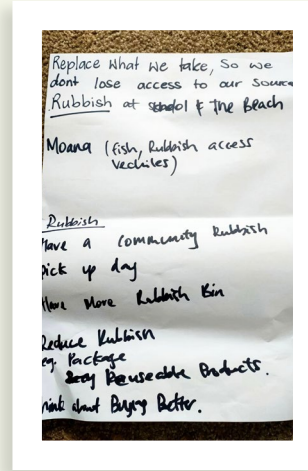 Replace what we take, So we
dont lose access to our source
Rubbish at school & The Beach
Moana (fish, Rubbish access
Vechiles)
Rubbish
Have a community Rubbish
pick up day
Have More Rubbish Bin
Reduce Rubbish
eg. Package
Reuseable Products.
Think about Buying Better.